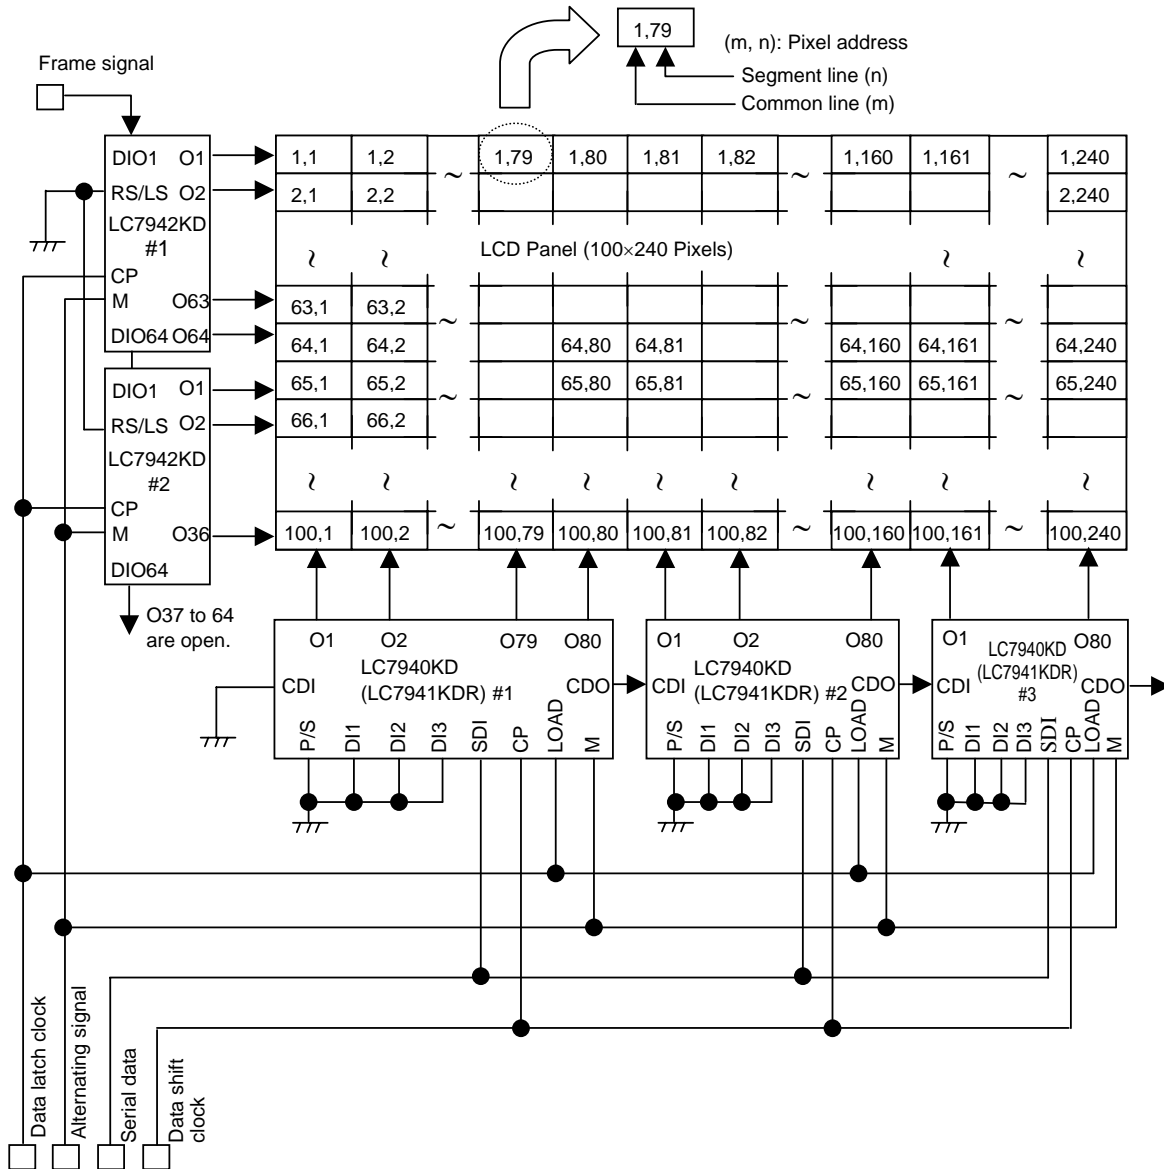 1,79
(m, n): Pixel address
Segment line (n)
Common line (m)
Frame signal
DIO1 O1
RS/LS O2
LC7942KD
#1
CP
M O63
DIO64 O64
DIO1 O1
RS/LS O2
LC7942KD
#2
CP
M O36
DIO64
O37 to 64
are open.
1,1 1,2 ~ 1,79 1,80 1,81 1,82 ~ 1,160 1,161 ~ 1,240
2,1 2,2 2,240
LCD Panel (100×240 Pixels)
~ ~ ~ ~
63,1 63,2 ~ ~ ~
64,1 64,2 64,80 64,81 64,160 64,161 64,240
65,1 65,2 ~ 65,80 65,81 ~ 65,160 65,161 ~ 65,240
66,1 66,2
~ ~ ~ ~ ~ ~ ~ ~ ~
100,1 100,2 ~ 100,79 100,80 100,81 100,82 ~ 100,160 100,161 ~ 100,240
O1 O2 O79 O80
LC7940KD
(LC7941KDR) #1
CDI CDO
P/S DI1 DI2 DI3 SDI CP LOAD M
O1 O2 O80
LC7940KD
(LC7941KDR) #2
CDI CDO
P/S DI1 DI2 DI3 SDI CP LOAD M
O1 O80
LC7940KD
(LC7941KDR)
#3
CDI CDO
P/S DI1 DI2 DI3 SDI CP LOAD M
Data latch clock
Alternating signal
Serial data
Data shift
clock